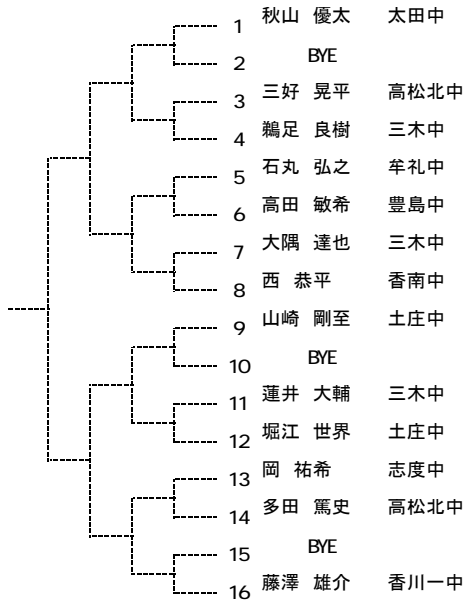 1 秋山 優太 太田中
2 BYE
3 三好 晃平 高松北中
4 鵜足 良樹 三木中
5 石丸 弘之 牟礼中
6 高田 敏希 豊島中
7 大隅 達也 三木中
8 西 恭平 香南中
9 山崎 剛至 土庄中
10 BYE
11 蓮井 大輔 三木中
12 堀江 世界 土庄中
13 岡 祐希 志度中
14 多田 篤史 高松北中
15 BYE
16 藤澤 雄介 香川一中